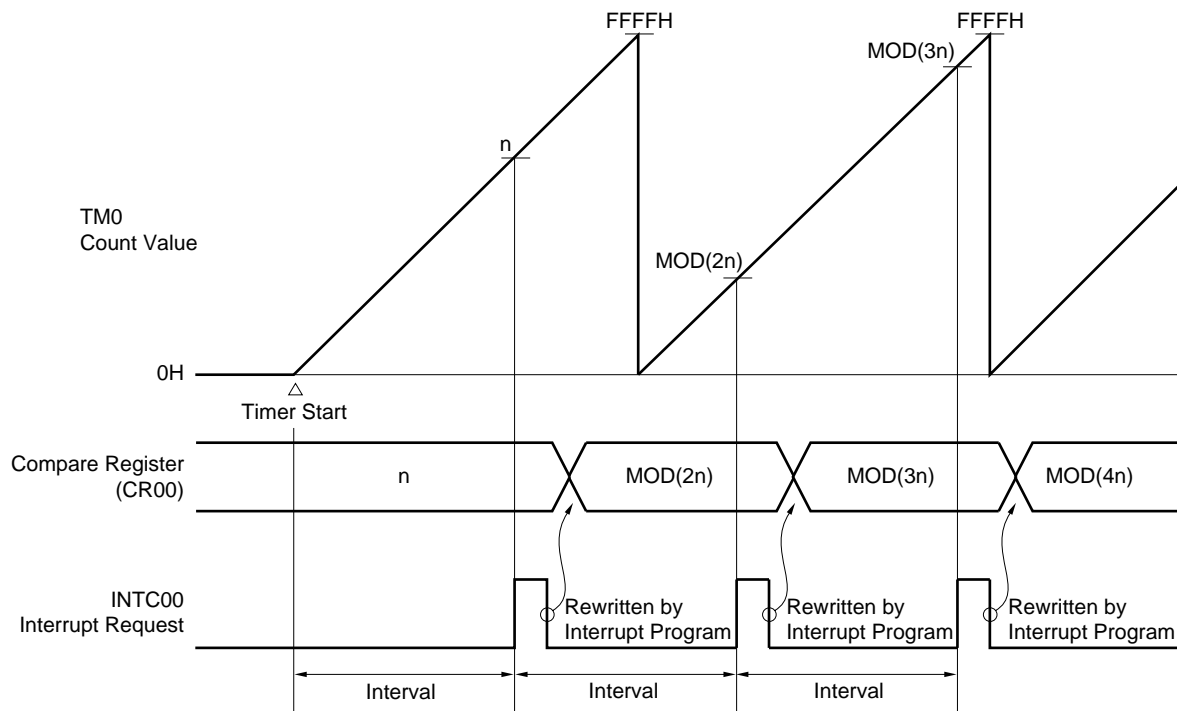 FFFFH
FFFFH
MOD(3n)
n
TM0
Count Value
MOD(2n)
0H
Timer Start
Compare Register
(CR00)
n
MOD(2n)
MOD(3n)
MOD(4n)
INTC00
Interrupt Request
Rewritten by
Interrupt Program
Rewritten by
Interrupt Program
Rewritten by
Interrupt Program
Interval
Interval
Interval